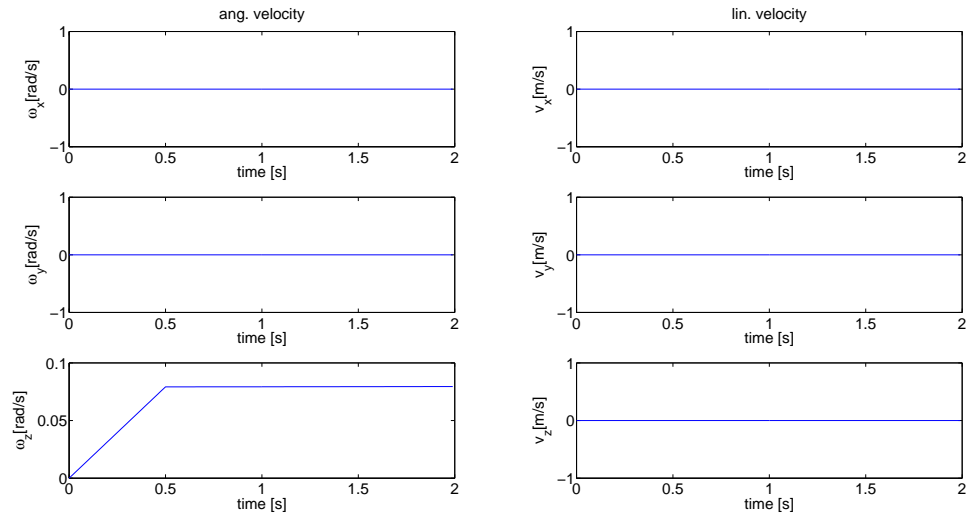 ang. velocity
1
0
−1
ω_x[rad/s]
0 0.5 1 1.5 2
time [s]
lin. velocity
1
0
−1
v_x[m/s]
0 0.5 1 1.5 2
time [s]
1
0
−1
ω_y[rad/s]
0 0.5 1 1.5 2
time [s]
1
0
−1
v_y[m/s]
0 0.5 1 1.5 2
time [s]
0.1
0.05
0
ω_z[rad/s]
0 0.5 1 1.5 2
time [s]
1
0
−1
v_z[m/s]
0 0.5 1 1.5 2
time [s]